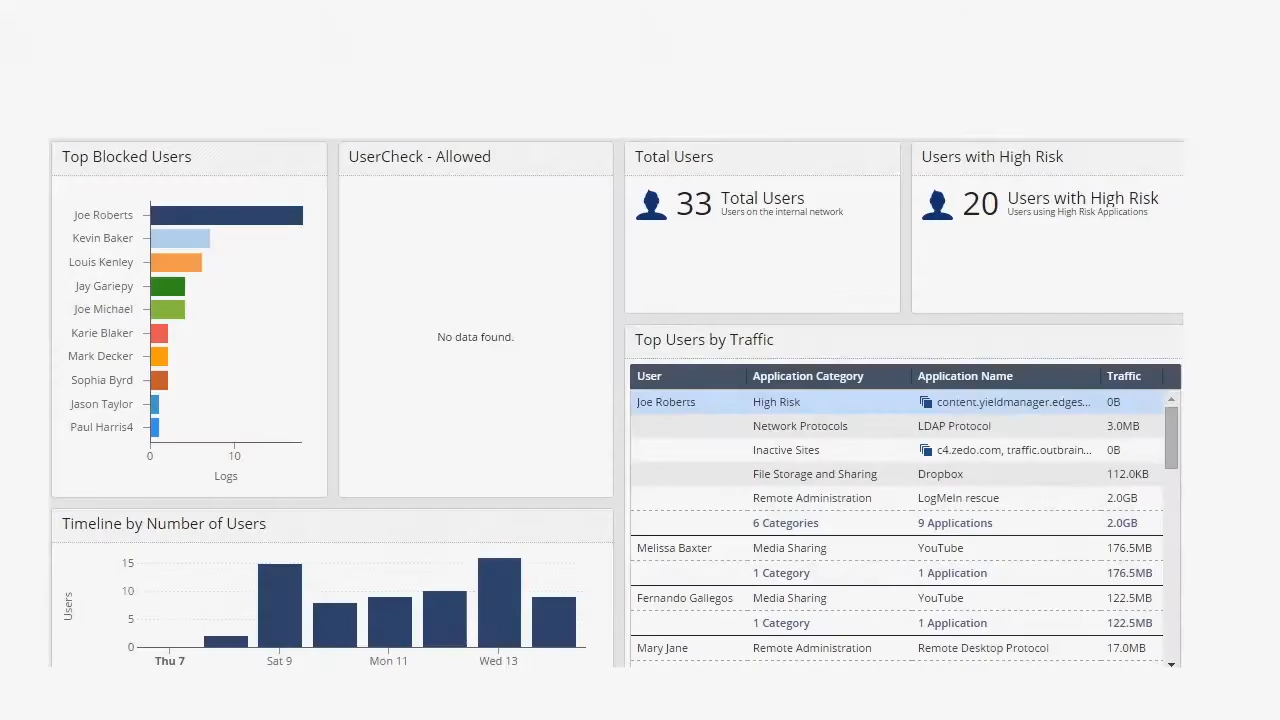 Top Blocked Users
Joe Roberts
Kevin Baker
Louis Kenley
Jay Gariepy
Joe Michael
Karie Blaker
Mark Decker
Sophia Byrd
Jason Taylor
Paul Harris4
0 10
Logs
UserCheck - Allowed
No data found.
Total Users
33 Total Users
Users on the internal network
Users with High Risk
20 Users with High Risk
Users using High Risk Applications
Timeline by Number of Users
Users
15
10
5
0
Thu 7 Sat 9 Mon 11 Wed 13
Top Users by Traffic
User Application Category Application Name Traffic
Joe Roberts High Risk content.yieldmanager.edges... 0B
Network Protocols LDAP Protocol 3.0MB
Inactive Sites c4.zedo.com, traffic.outbrain... 0B
File Storage and Sharing Dropbox 112.0KB
Remote Administration LogMeIn rescue 2.0GB
6 Categories 9 Applications 2.0GB
Melissa Baxter Media Sharing YouTube 176.5MB
1 Category 1 Application 176.5MB
Fernando Gallegos Media Sharing YouTube 122.5MB
1 Category 1 Application 122.5MB
Mary Jane Remote Administration Remote Desktop Protocol 17.0MB